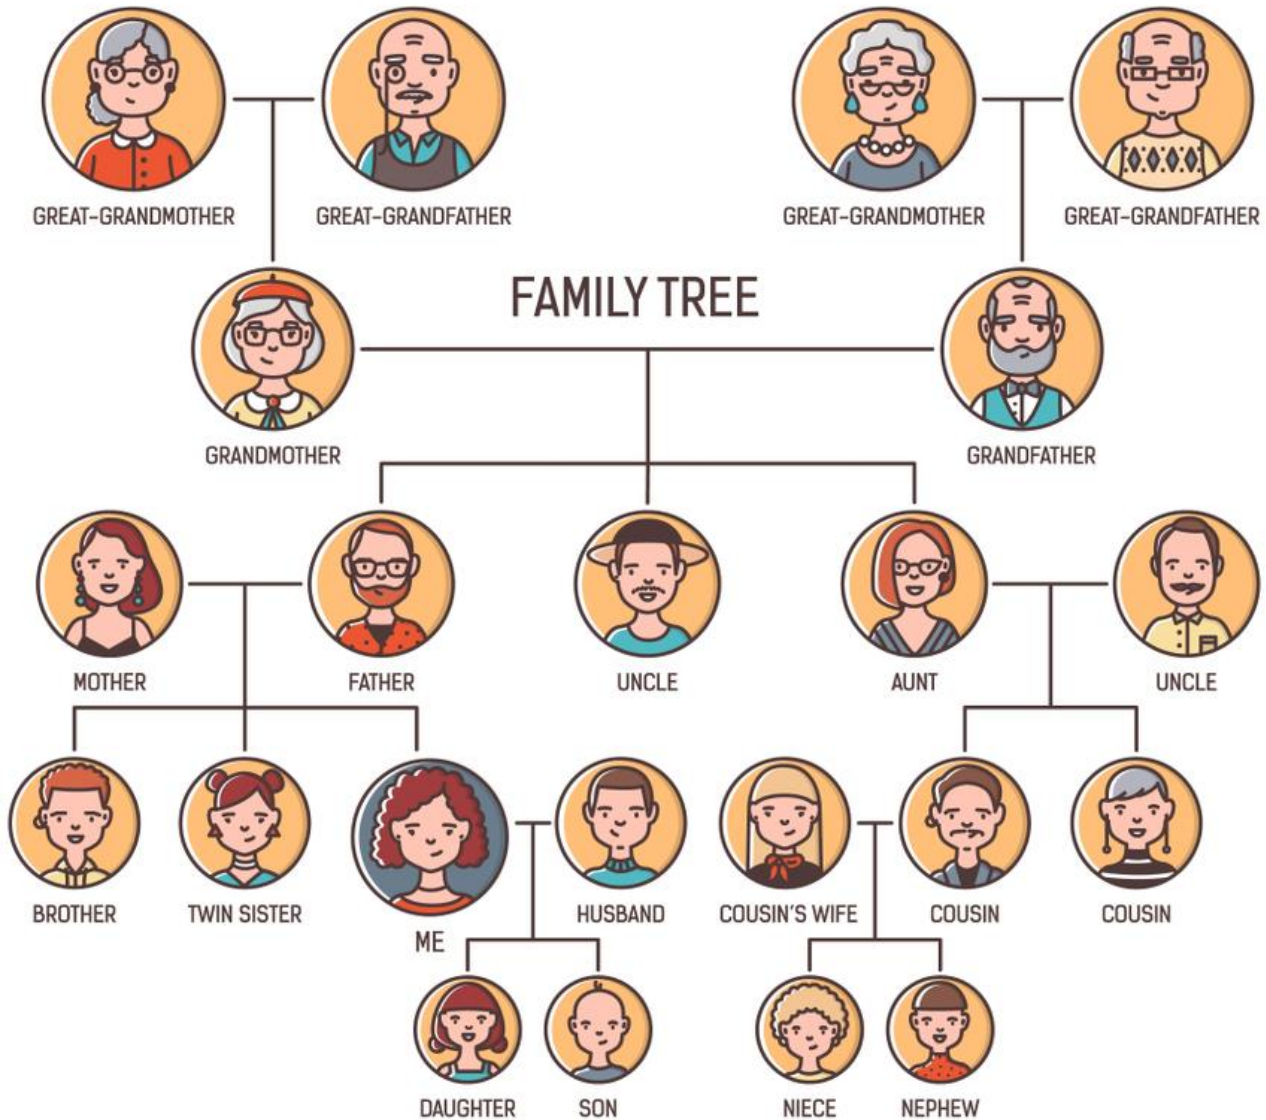 GREAT-GRANDMOTHER
GREAT-GRANDFATHER
GREAT-GRANDMOTHER
GREAT-GRANDFATHER
FAMILY TREE
GRANDMOTHER
GRANDFATHER
MOTHER
FATHER
UNCLE
AUNT
UNCLE
BROTHER
TWIN SISTER
ME
HUSBAND
COUSIN'S WIFE
COUSIN
COUSIN
DAUGHTER
SON
NIECE
NEPHEW